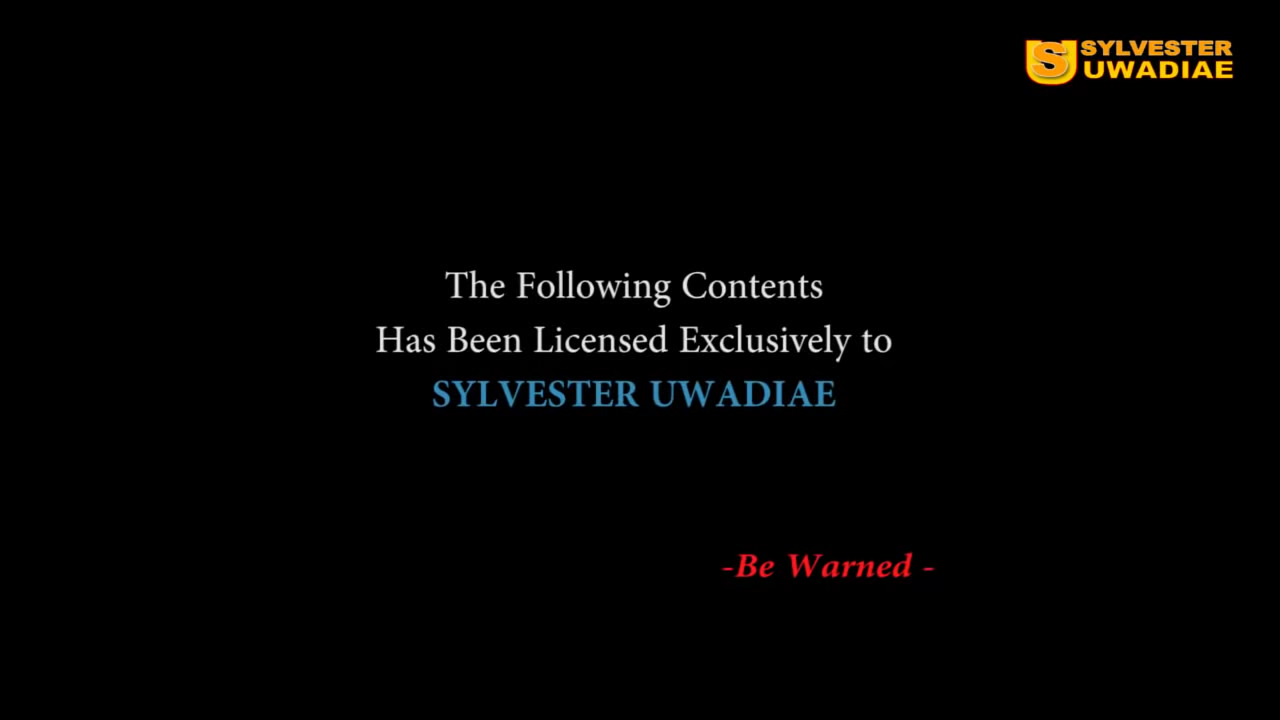 SYLVESTER
UWADIAE
The Following Contents
Has Been Licensed Exclusively to
SYLVESTER UWADIAE
-Be Warned -